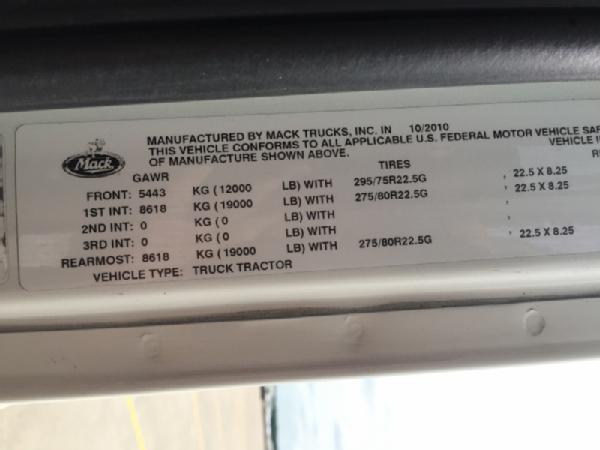 MANUFACTURED BY MACK TRUCKS, INC. IN 10/2010
THIS VEHICLE CONFORMS TO ALL APPLICABLE U.S. FEDERAL MOTOR VEHICLE
OF MANUFACTURE SHOWN ABOVE.
Mack
GAWR TIRES
FRONT: 5443 KG ( 12000 LB) WITH 295/75R22.5G , 22.5 X 8.25
1ST INT: 8618 KG ( 19000 LB) WITH 275/80R22.5G , 22.5 X 8.25
2ND INT: 0 KG ( 0 LB) WITH ,
3RD INT: 0 KG ( 0 LB) WITH ,
REARMOST: 8618 KG ( 19000 LB) WITH 275/80R22.5G , 22.5 X 8.25
VEHICLE TYPE: TRUCK TRACTOR